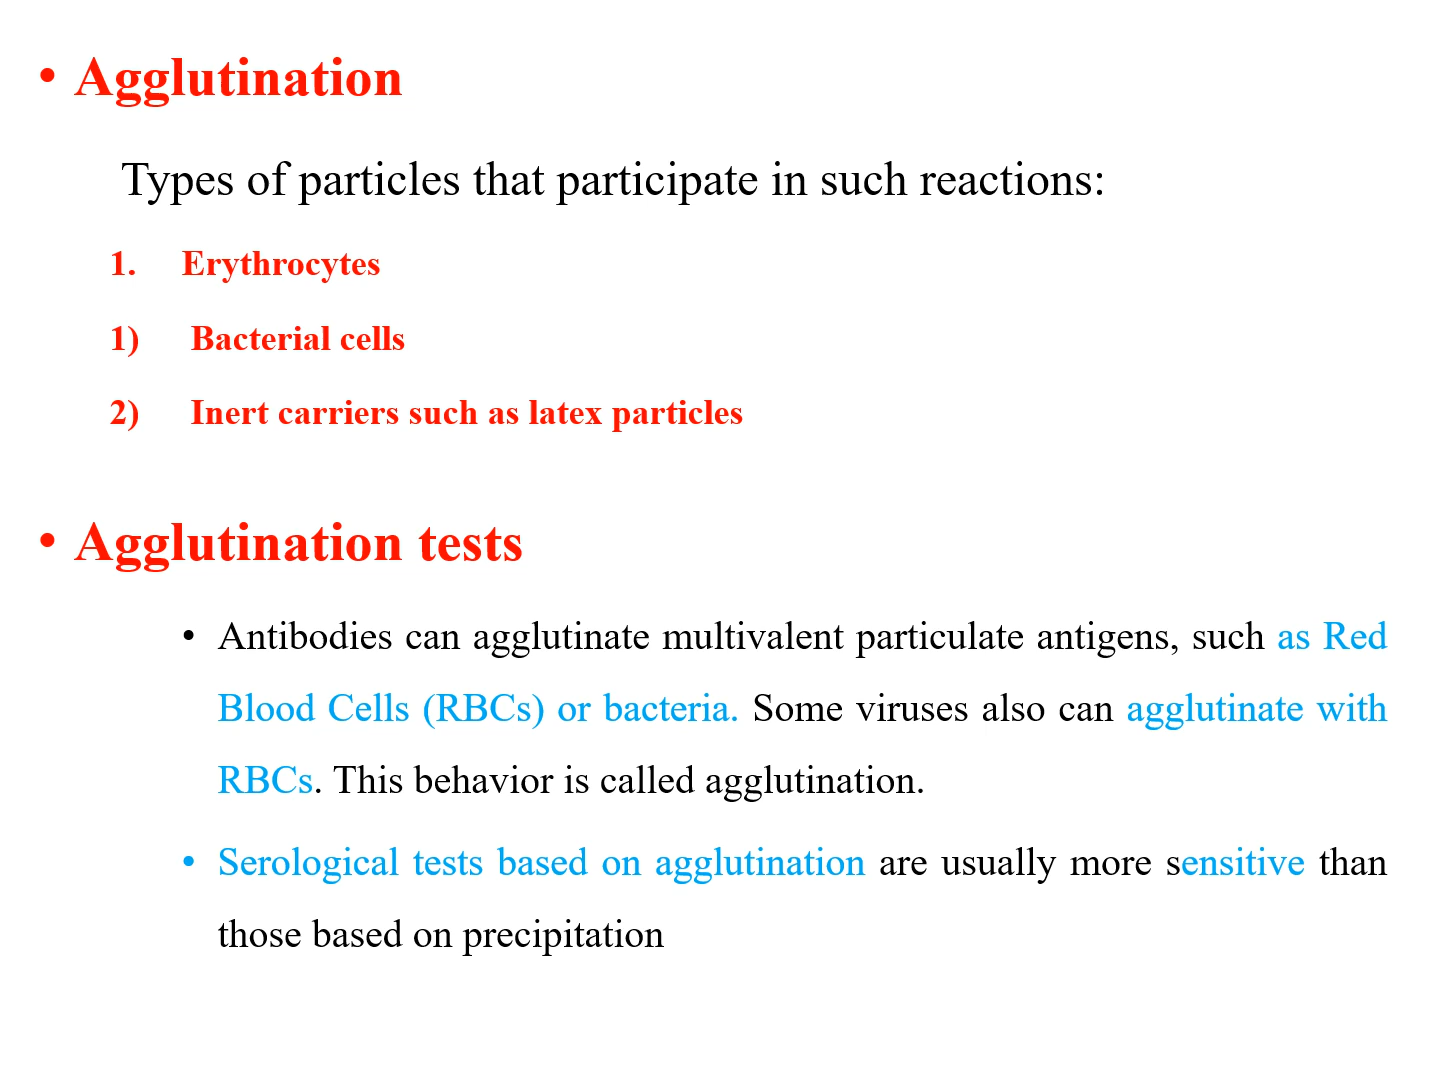 • Agglutination
Types of particles that participate in such reactions:
1. Erythrocytes
1) Bacterial cells
2) Inert carriers such as latex particles
• Agglutination tests
• Antibodies can agglutinate multivalent particulate antigens, such as Red
Blood Cells (RBCs) or bacteria. Some viruses also can agglutinate with
RBCs. This behavior is called agglutination.
• Serological tests based on agglutination are usually more sensitive than
those based on precipitation